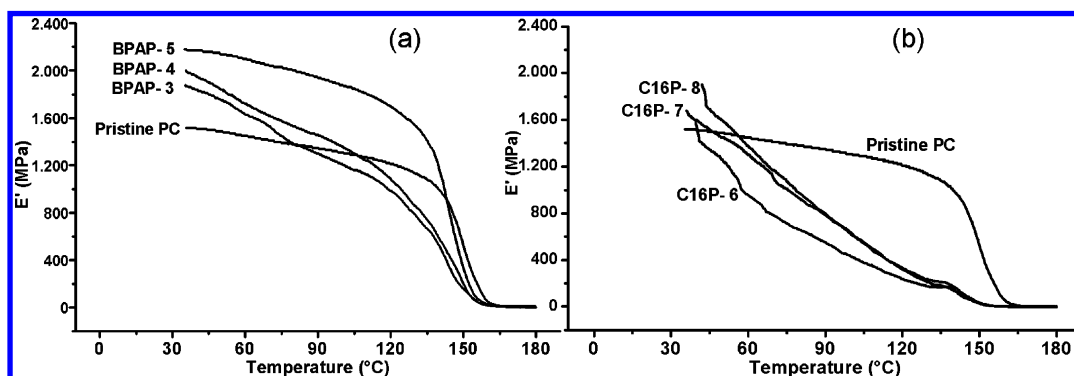 (a)
2.400
2.000
1.600
1.200
800
400
0
E' (MPa)
BPAP- 5
BPAP- 4
BPAP- 3
Pristine PC
0 30 60 90 120 150 180
Temperature (°C)
(b)
2.400
2.000
1.600
1.200
800
400
0
E' (MPa)
C16P- 8
C16P- 7
Pristine PC
C16P- 6
0 30 60 90 120 150 180
Temperature (°C)